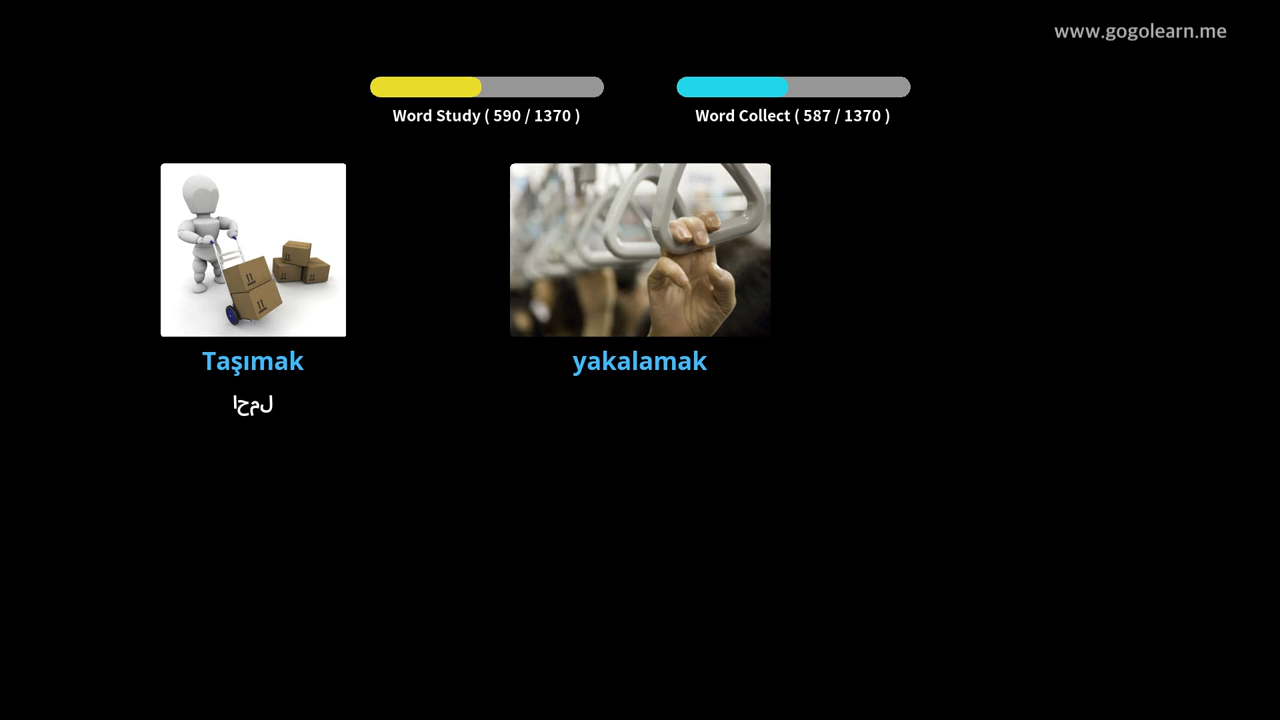 www.gogolearn.me
Word Study ( 590 / 1370 )
Word Collect ( 587 / 1370 )
Taşımak
yakalamak
احمل